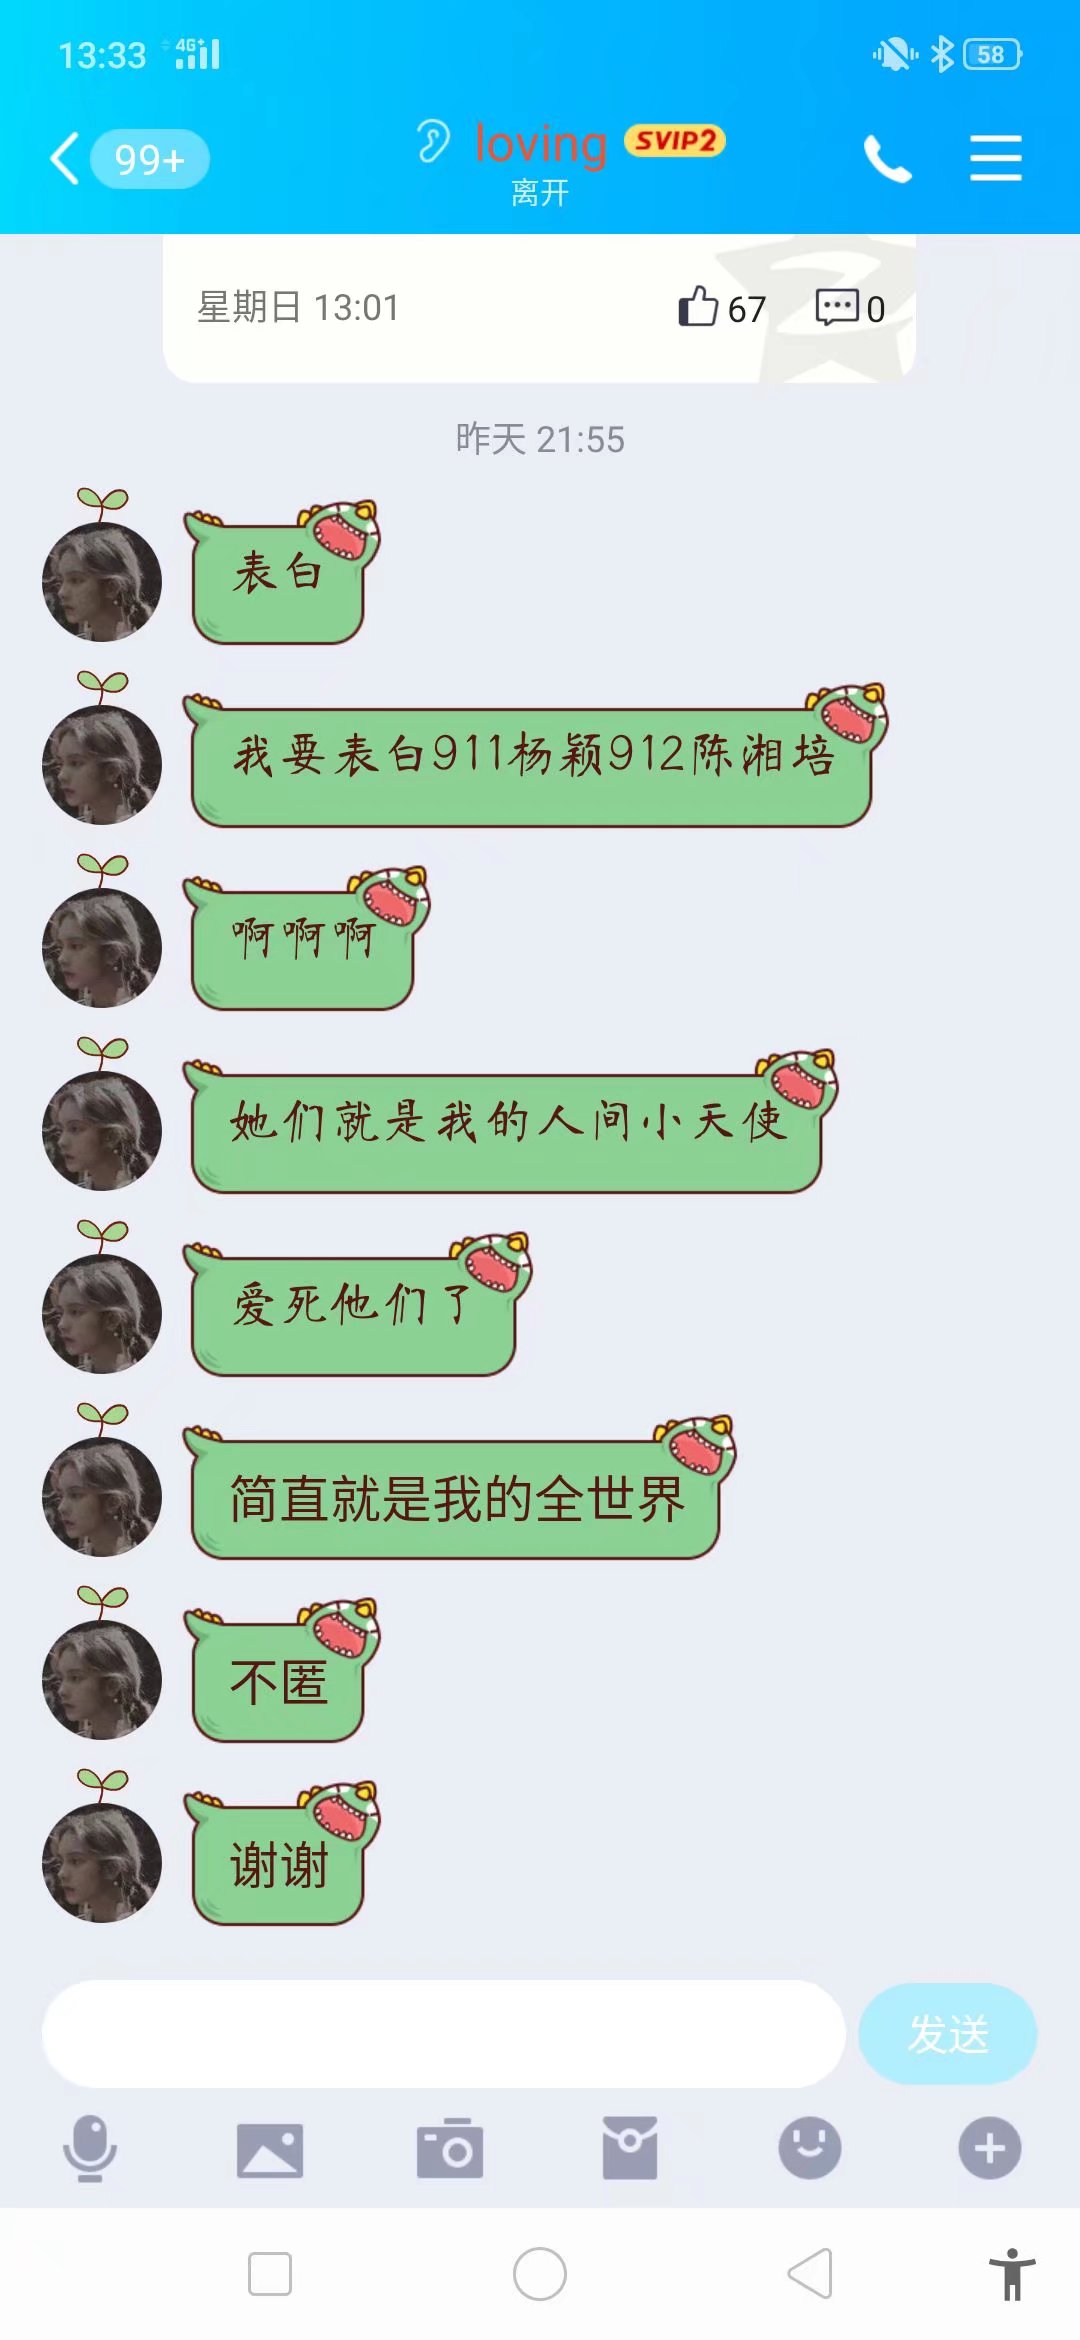 13:33 4G+ 58
99+ loving SVIP2
离开
星期日 13:01 67 0
昨天 21:55
表白
我要表白911杨颖912陈湘培
啊啊啊
她们就是我的人间小天使
爱死他们了
简直就是我的全世界
不匿
谢谢
发送